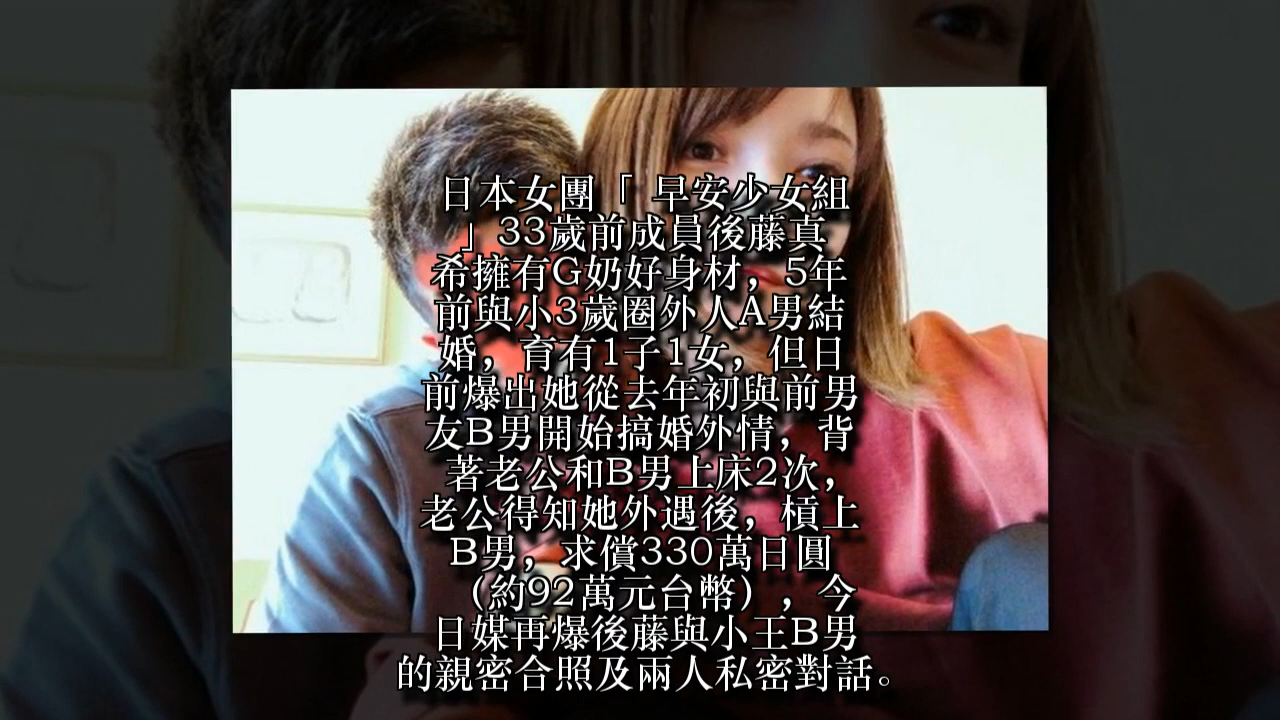 日本女團「 早安少女組
」33歲前成員後藤真
希擁有G奶好身材，5年
前與小3歲圈外人A男結
婚，育有1子1女，但日
前爆出她從去年初與前男
友B男開始搞婚外情，背
著老公和B男上床2次，
老公得知她外遇後，槓上
B男，求償330萬日圓
（約92萬元台幣），今
日媒再爆後藤與小王B男
的親密合照及兩人私密對話。